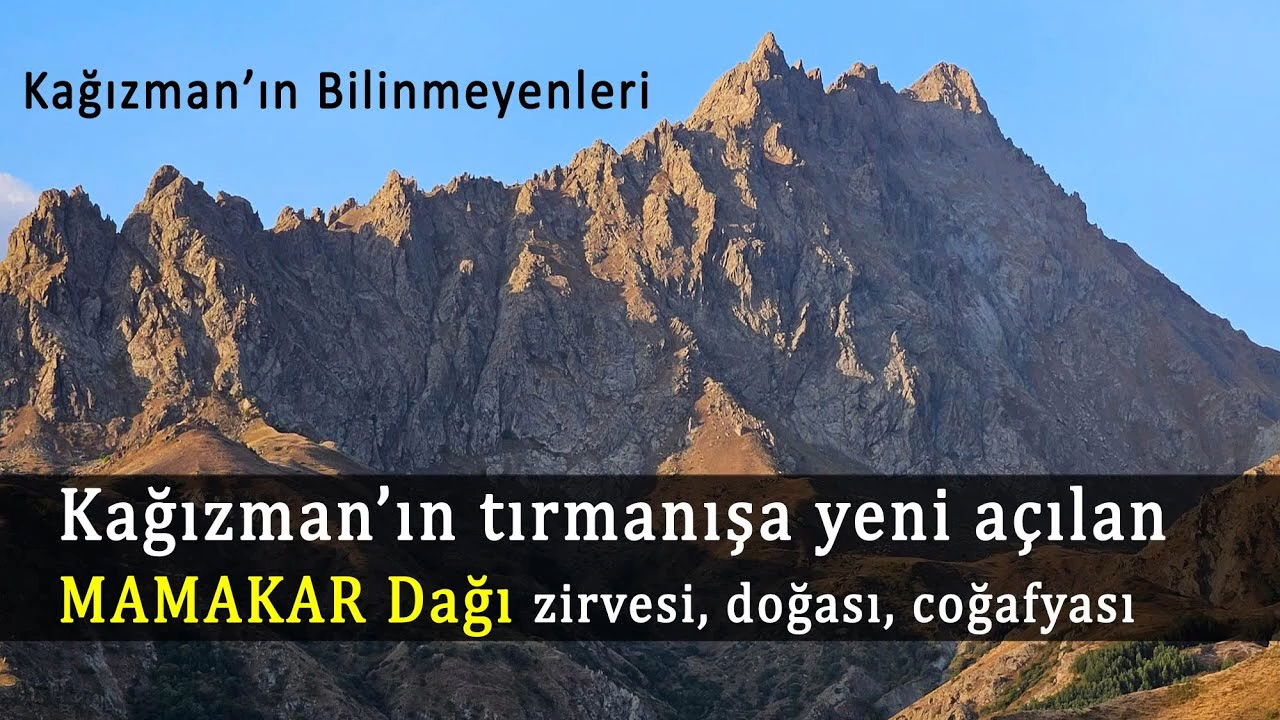 Kağızman’ın Bilinmeyenleri
Kağızman’ın tırmanışa yeni açılan
MAMAKAR Dağı zirvesi, doğası, coğafyası